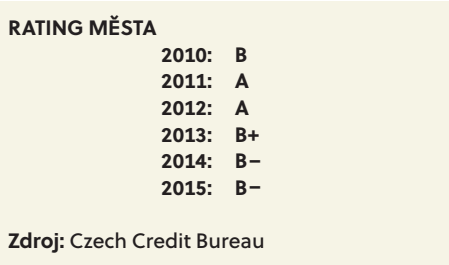 RATING MĚSTA
2010: B
2011: A
2012: A
2013: B+
2014: B−
2015: B−
Zdroj: Czech Credit Bureau